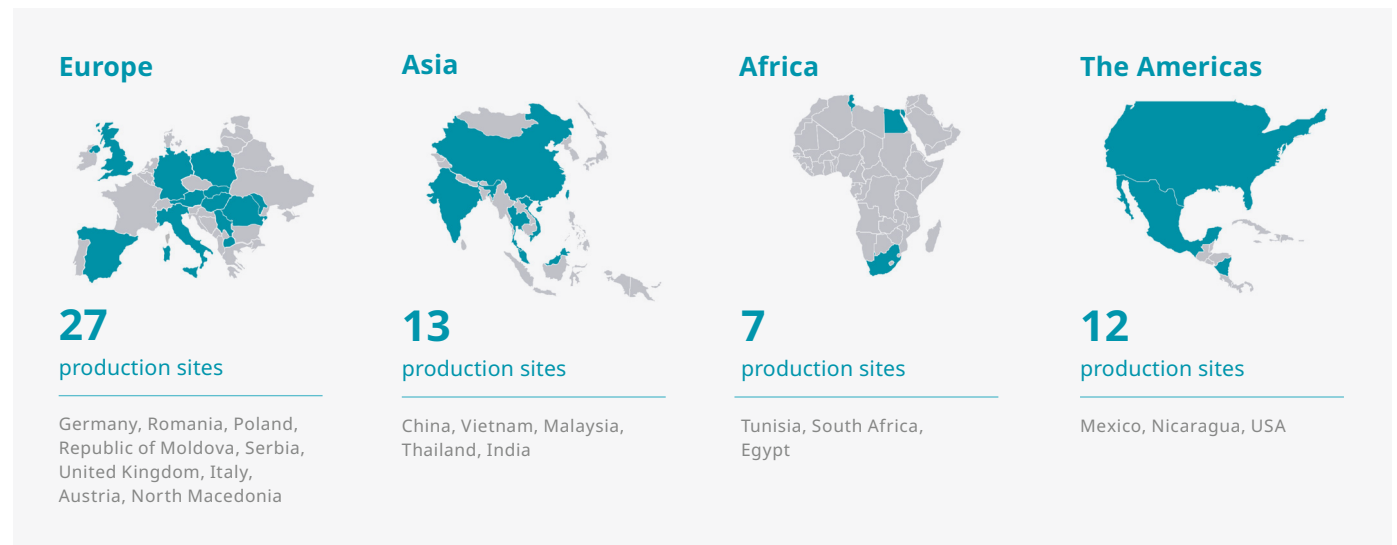 Europe
27
production sites
Germany, Romania, Poland,
Republic of Moldova, Serbia,
United Kingdom, Italy,
Austria, North Macedonia
Asia
13
production sites
China, Vietnam, Malaysia,
Thailand, India
Africa
7
production sites
Tunisia, South Africa,
Egypt
The Americas
12
production sites
Mexico, Nicaragua, USA